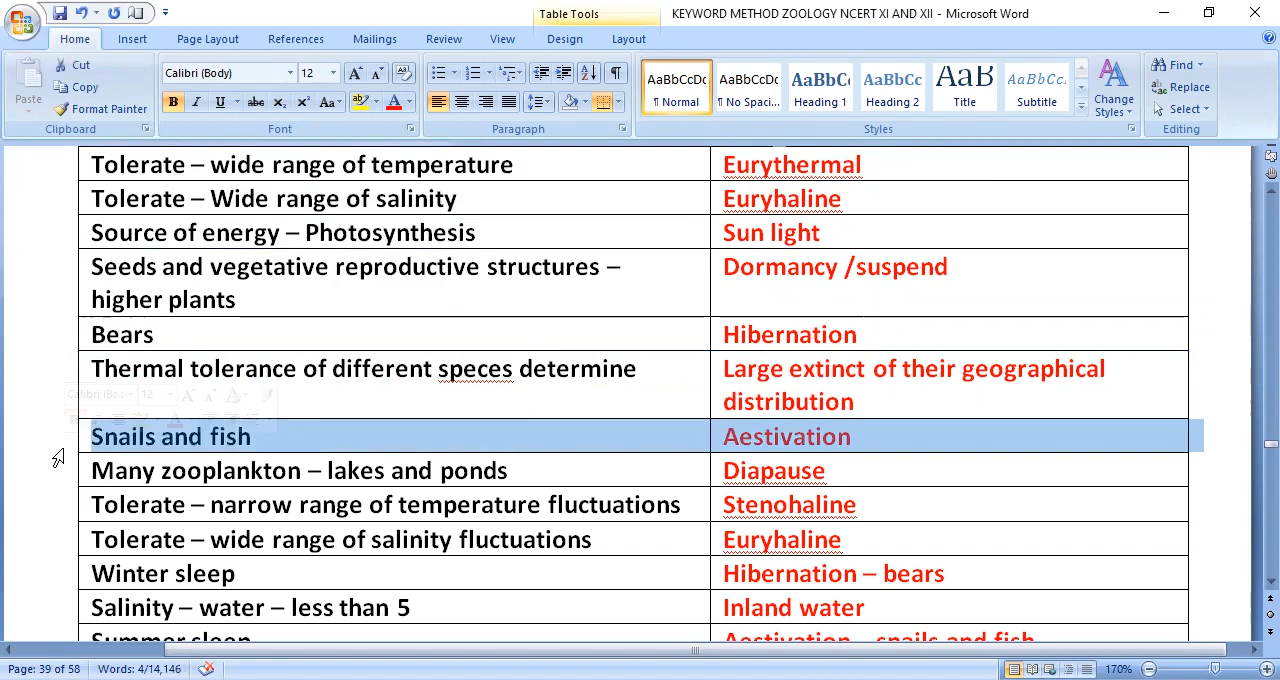 Table Tools
KEYWORD METHOD ZOOLOGY NCERT XI AND XII - Microsoft Word
Home Insert Page Layout References Mailings Review View Design Layout
Paste
Cut
Copy
Format Painter
Clipboard
Calibri (Body) 12
Font
Paragraph
AaBbCcDc AaBbCcDc AaBbC AaBbCc AaB AaBbCc.
¶ Normal ¶ No Spaci... Heading 1 Heading 2 Title Subtitle
Change
Styles
Styles
Find
Replace
Select
Editing
Tolerate – wide range of temperature Eurythermal
Tolerate – Wide range of salinity Euryhaline
Source of energy – Photosynthesis Sun light
Seeds and vegetative reproductive structures – Dormancy /suspend
higher plants
Bears Hibernation
Thermal tolerance of different speces determine Large extinct of their geographical
distribution
Snails and fish Aestivation
Many zooplankton – lakes and ponds Diapause
Tolerate – narrow range of temperature fluctuations Stenohaline
Tolerate – wide range of salinity fluctuations Euryhaline
Winter sleep Hibernation – bears
Salinity – water – less than 5 Inland water
Summer sleep Aestivation – snails and fish
Page: 39 of 58 Words: 4/14,146 170%